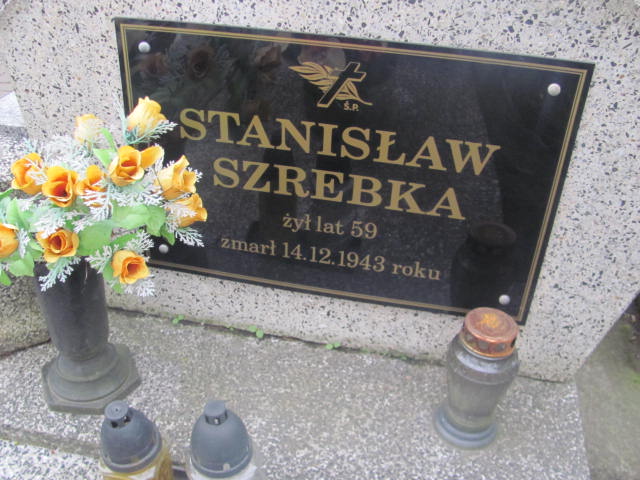 Ś.P.
STANISŁAW
SZREBKA
żył lat 59
zmarł 14.12.1943 roku